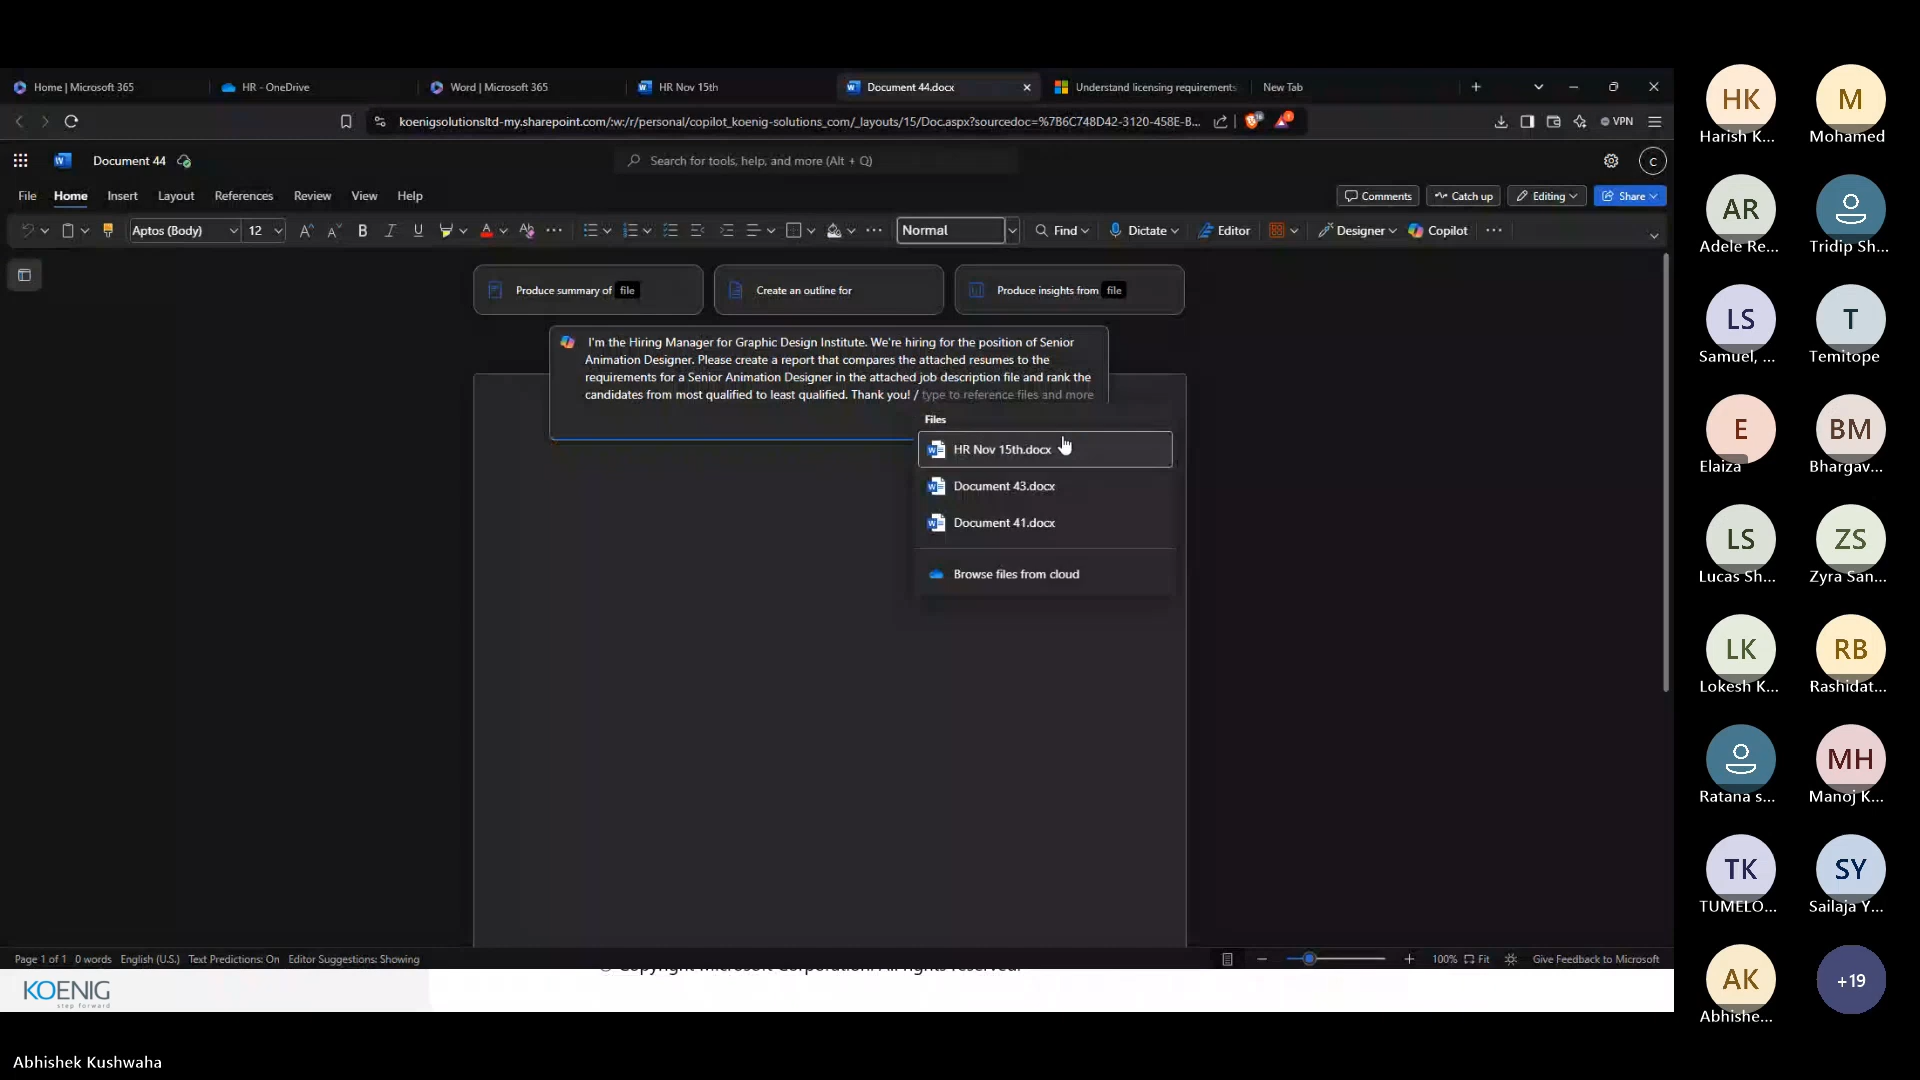 Home | Microsoft 365
HR - OneDrive
Word | Microsoft 365
HR Nov 15th
Document 44.docx
Understand licensing requirements
New Tab
koenigsolutionsltd-my.sharepoint.com/:w:/r/personal/copilot_koenig-solutions_com/_layouts/15/Doc.aspx?sourcedoc=%7B6C748D42-3120-458E-B...
VPN
Document 44
Search for tools, help, and more (Alt + Q)
C
File Home Insert Layout References Review View Help
Comments
Catch up
Editing
Share
Aptos (Body)
12
Normal
Find
Dictate
Editor
Designer
Copilot
Produce summary of file
Create an outline for
Produce insights from file
I'm the Hiring Manager for Graphic Design Institute. We're hiring for the position of Senior
Animation Designer. Please create a report that compares the attached resumes to the
requirements for a Senior Animation Designer in the attached job description file and rank the
candidates from most qualified to least qualified. Thank you! / type to reference files and more
Files
HR Nov 15th.docx
Document 43.docx
Document 41.docx
Browse files from cloud
Page 1 of 1 0 words English (U.S.) Text Predictions: On Editor Suggestions: Showing
100% Fit
Give Feedback to Microsoft
© Copyright Microsoft Corporation. All rights reserved.
KOENIG
step forward
Abhishek Kushwaha
HK
Harish K...
M
Mohamed
AR
Adele Re...
Tridip Sh...
LS
Samuel, ...
T
Temitope
E
Elaiza
BM
Bhargav...
LS
Lucas Sh...
ZS
Zyra San...
LK
Lokesh K...
RB
Rashidat...
Ratana s...
MH
Manoj K...
TK
TUMELO...
SY
Sailaja Y...
AK
Abhishe...
+19